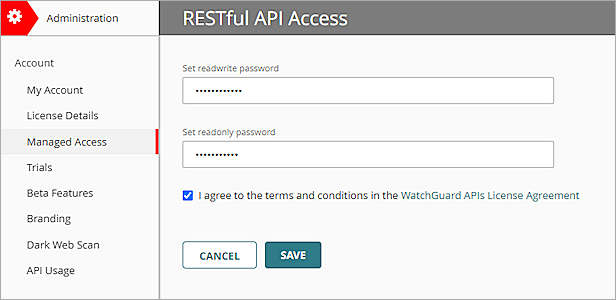 Administration
RESTful API Access
Account
My Account
License Details
Managed Access
Trials
Beta Features
Branding
Dark Web Scan
API Usage
Set readwrite password
••••••••••••
Set readonly password
•••••••••••
I agree to the terms and conditions in the WatchGuard APIs License Agreement
CANCEL
SAVE